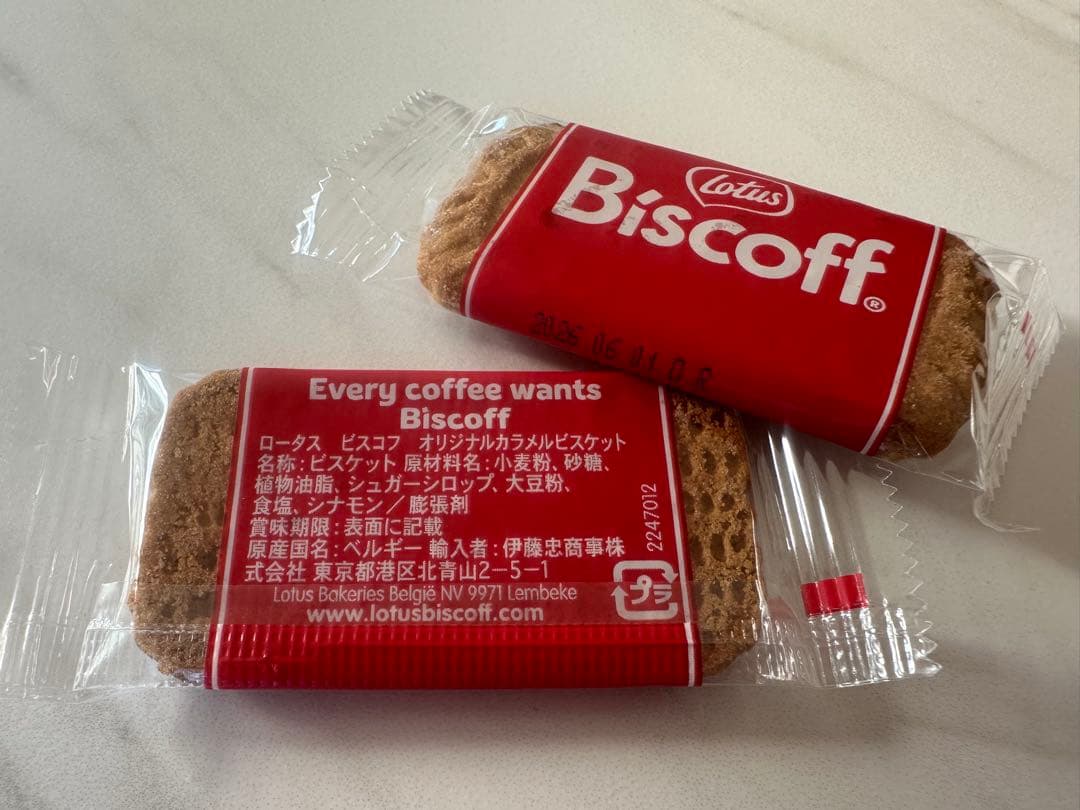 Lotus
Biscoff®
2026 06 01 0 R
Every coffee wants
Biscoff
ロータス ビスコフ オリジナルカラメルビスケット
名称:ビスケット 原材料名:小麦粉、砂糖、
植物油脂、シュガーシロップ、大豆粉、
食塩、シナモン／膨張剤
賞味期限:表面に記載
原産国名:ベルギー 輸入者:伊藤忠商事株
式会社 東京都港区北青山2-5-1
Lotus Bakeries België NV 9971 Lembeke
www.lotusbiscoff.com
2247012
プラ